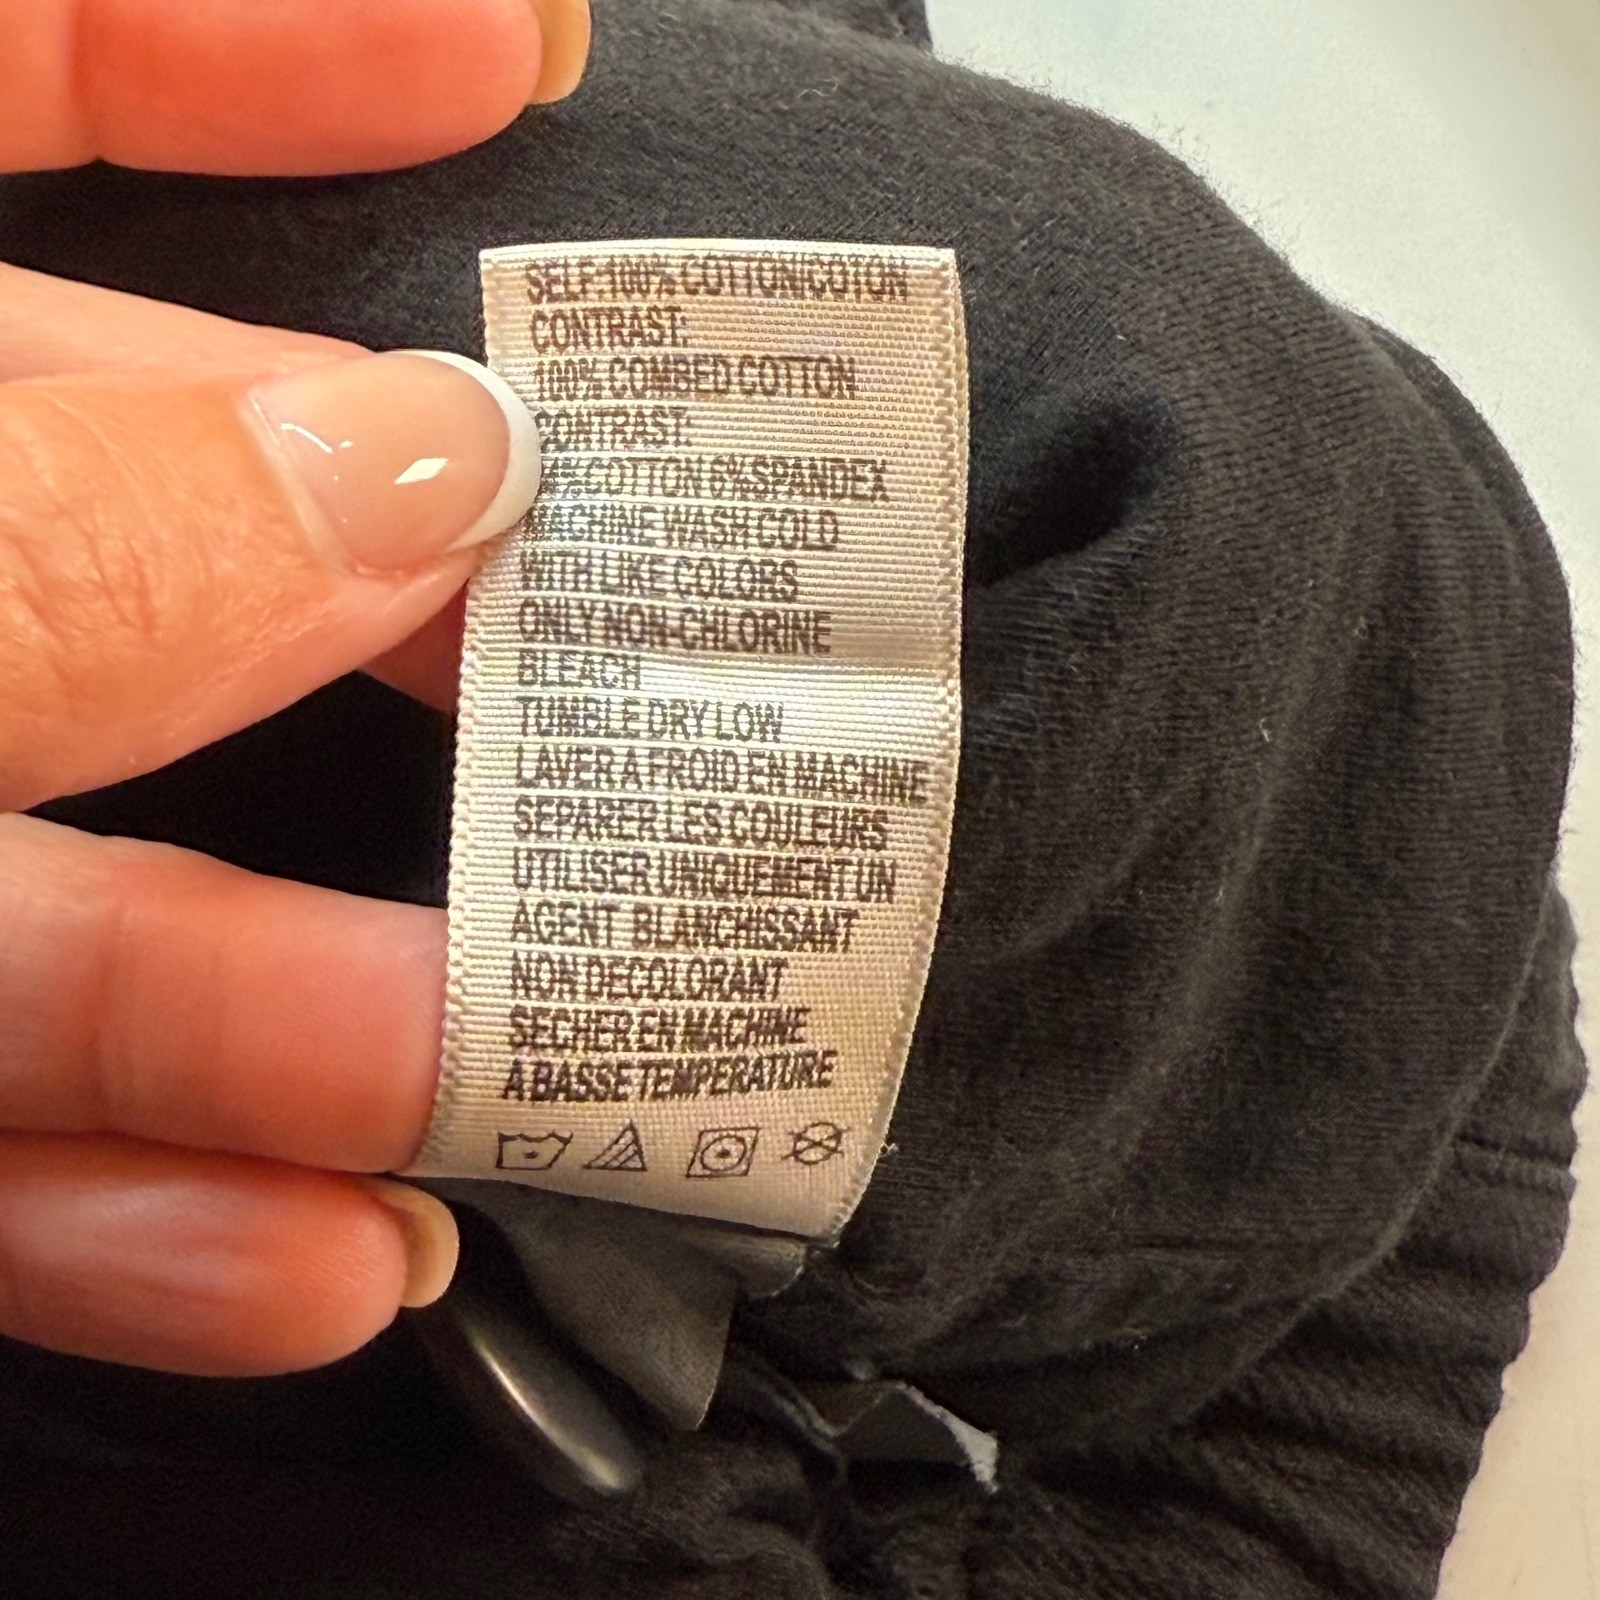 SELF: 100% COTTON/COTON
CONTRAST:
100% COMBED COTTON
CONTRAST:
COTTON 6% SPANDEX
MACHINE WASH COLD
WITH LIKE COLORS
ONLY NON-CHLORINE
BLEACH
TUMBLE DRY LOW
LAVER A FROID EN MACHINE
SEPARER LES COULEURS
UTILISER UNIQUEMENT UN
AGENT BLANCHISSANT
NON DECOLORANT
SECHER EN MACHINE
A BASSE TEMPERATURE